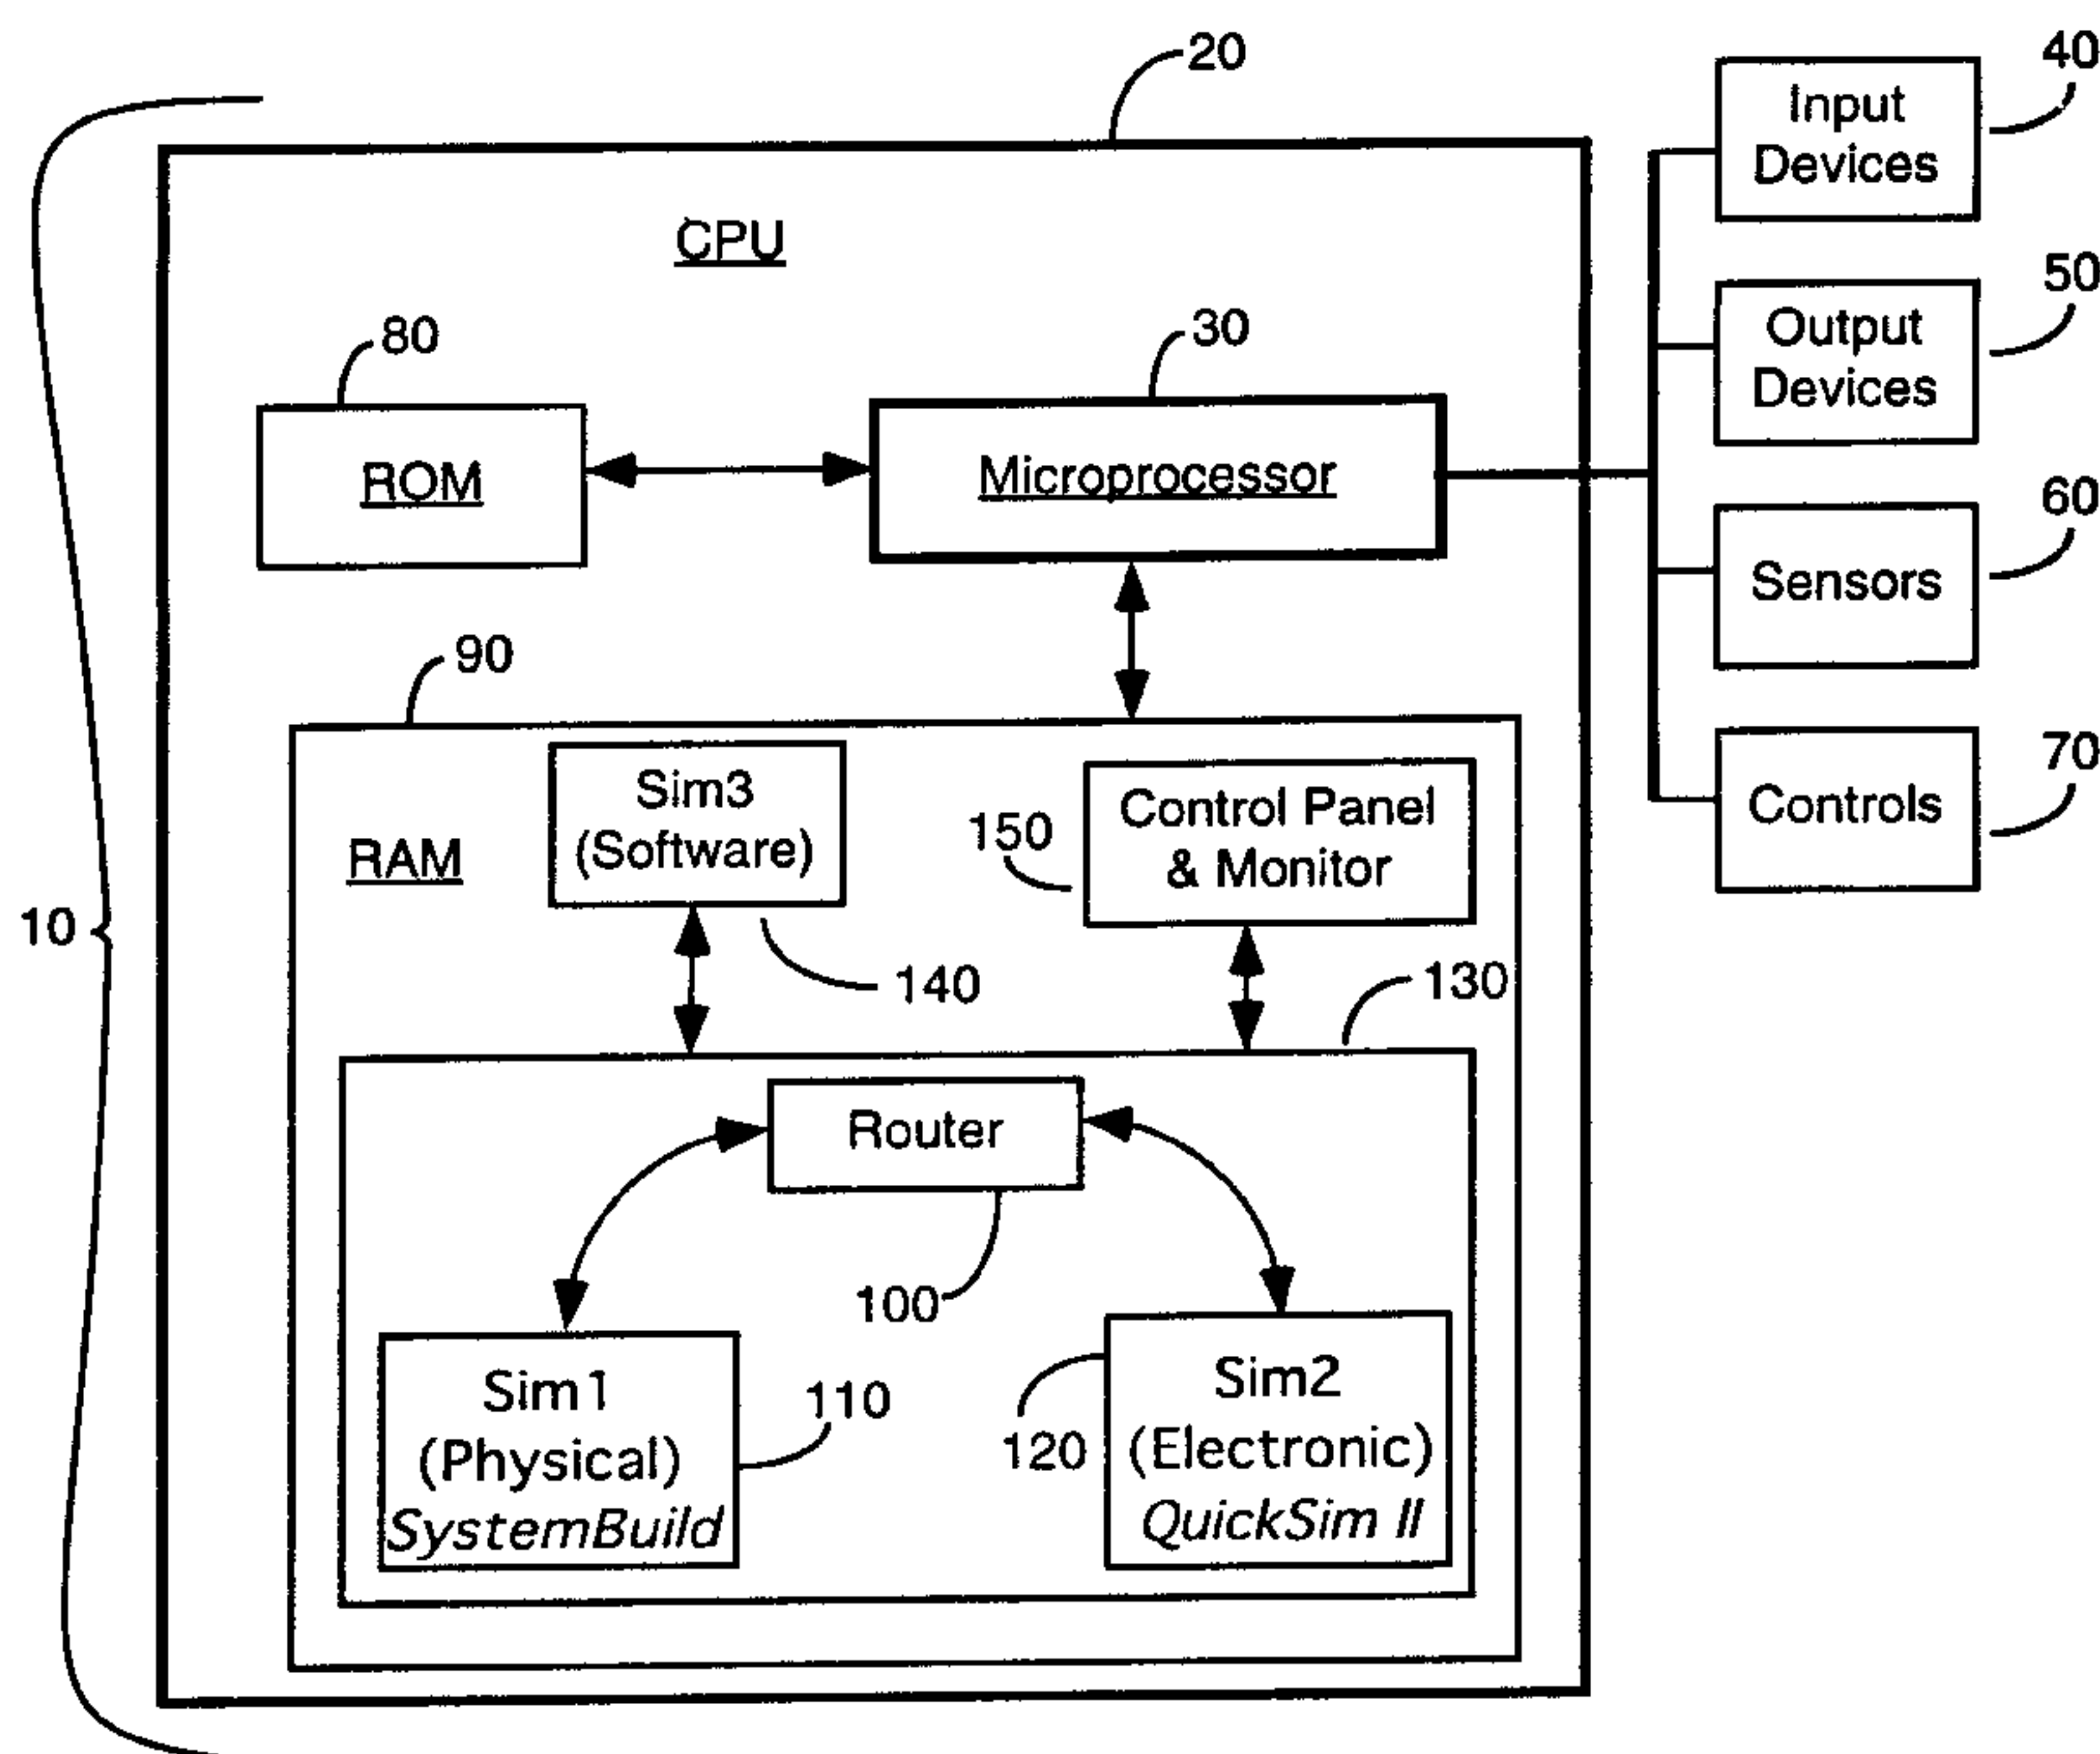 20
40
Input
Devices
CPU
50
Output
Devices
80
30
ROM
Microprocessor
60
Sensors
90
70
Controls
Sim3
(Software)
RAM
150
Control Panel
& Monitor
10
140
130
Router
100
Sim1
(Physical)
SystemBuild
110
120
Sim2
(Electronic)
QuickSim II